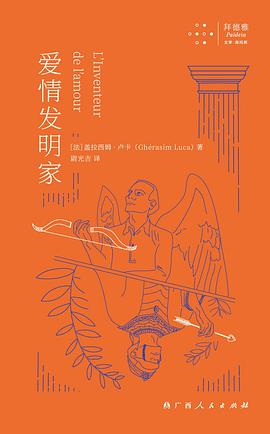 拜德雅
Paideia
文学·异托邦
爱情发明家
L'Inventeur
de l'amour
[法]盖拉西姆·卢卡（Ghérasim Luca）著
尉光吉 译
广西人民出版社